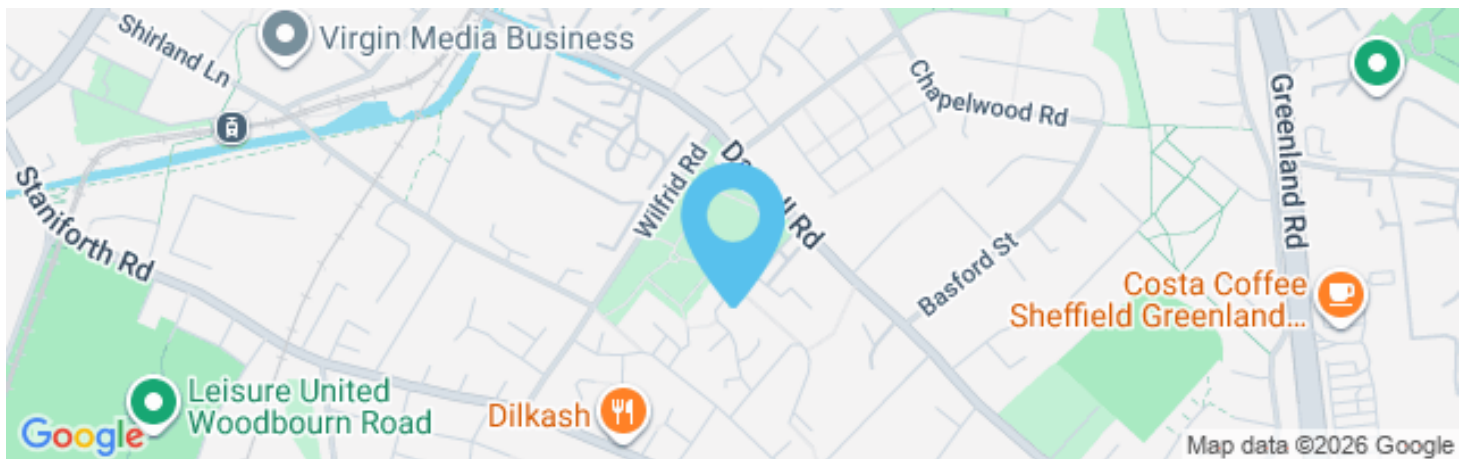 Shirland Ln
Virgin Media Business
Chapelwood Rd
Greenland Rd
Wilfrid Rd
Rd
Staniforth Rd
Basford St
Costa Coffee
Sheffield Greenland...
Leisure United
Woodbourn Road
Dilkash
Google
Map data ©2026 Google